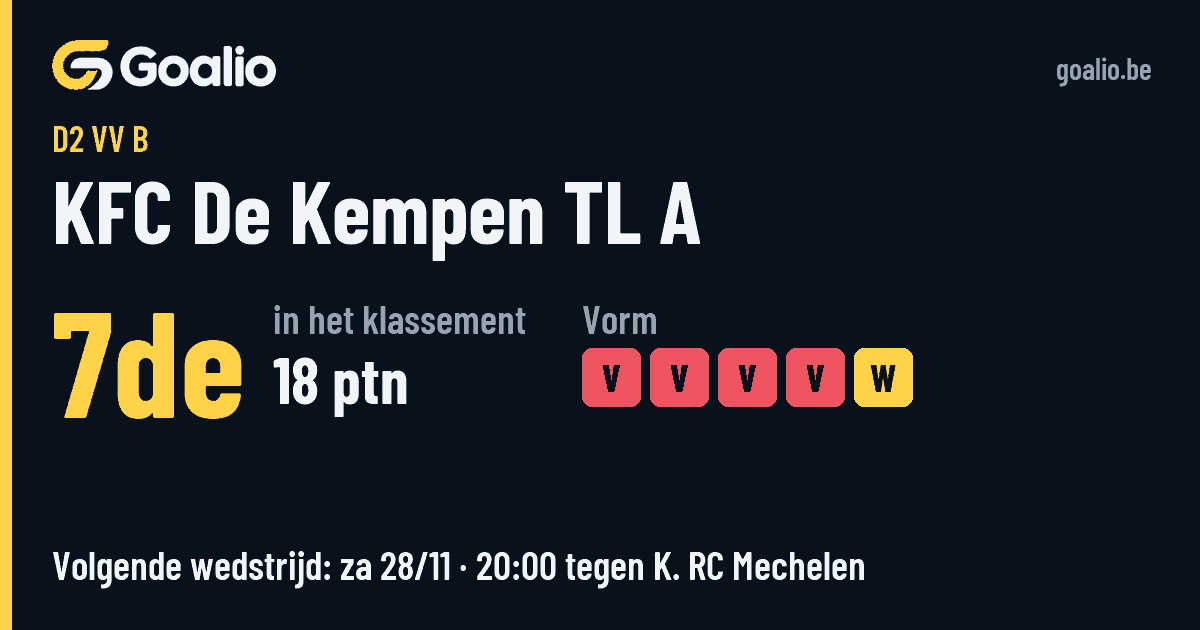 Goalio
goalio.be
D2 VV B
KFC De Kempen TL A
7de
in het klassement
18 ptn
Vorm
V V V V W
Volgende wedstrijd: za 28/11 · 20:00 tegen K. RC Mechelen